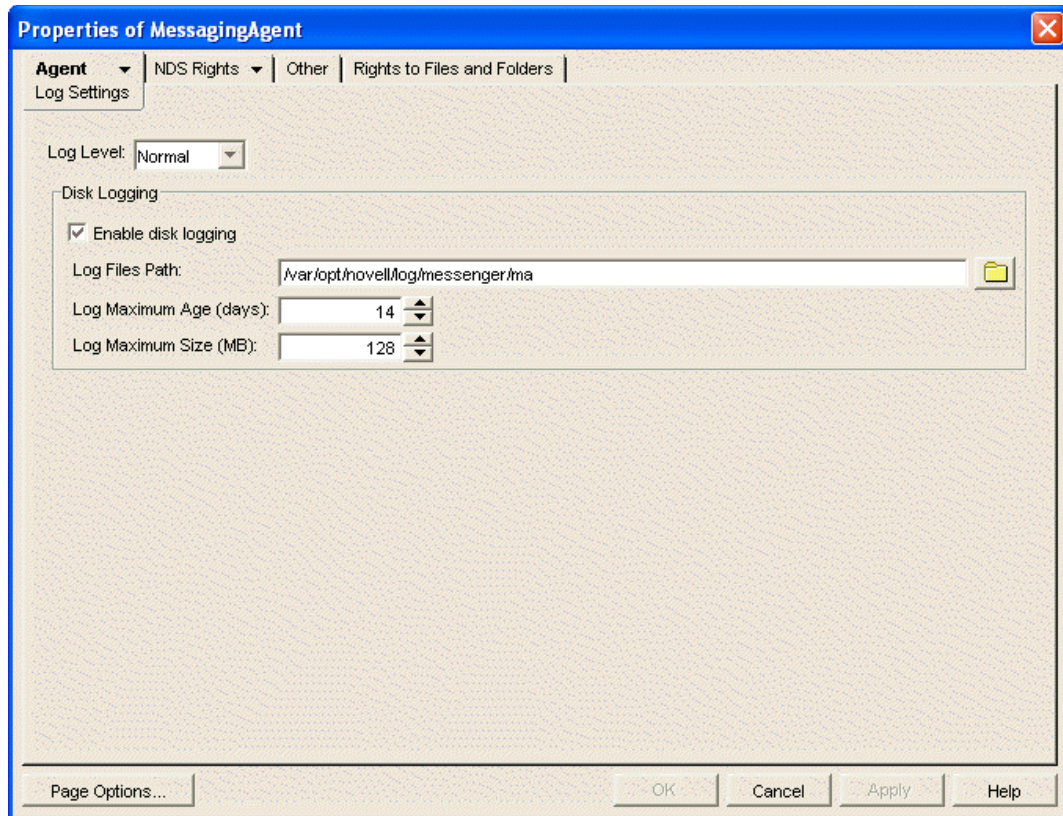 Properties of MessagingAgent
Agent NDS Rights Other Rights to Files and Folders
Log Settings
Log Level: Normal
Disk Logging
Enable disk logging
Log Files Path: /var/opt/novell/log/messenger/ma
Log Maximum Age (days): 14
Log Maximum Size (MB): 128
Page Options... OK Cancel Apply Help